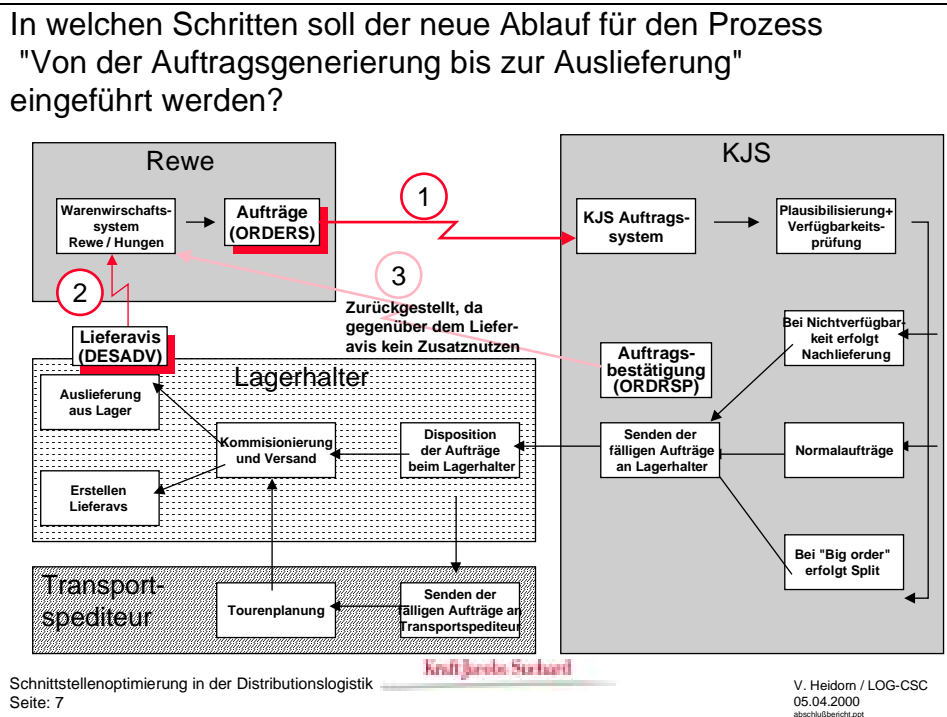 In welchen Schritten soll der neue Ablauf für den Prozess
"Von der Auftragsgenerierung bis zur Auslieferung"
eingeführt werden?
Rewe
KJS
Warenwirtschafts-
system
Rewe / Hungen
Aufträge
(ORDERS)
1
KJS Auftrags-
system
Plausibilisierung+
Verfügbarkeits-
prüfung
2
3
Zurückgestellt, da
gegenüber dem Liefer-
avis kein Zusatznutzen
Lieferavis
(DESADV)
Auftrags-
bestätigung
(ORDRSP)
Bei Nichtverfügbar-
keit erfolgt
Nachlieferung
Lagerhalter
Auslieferung
aus Lager
Kommisionierung
und Versand
Disposition
der Aufträge
beim Lagerhalter
Senden der
fälligen Aufträge
an Lagerhalter
Normalaufträge
Erstellen
Lieferavs
Bei "Big order"
erfolgt Split
Transport-
spediteur
Tourenplanung
Senden der
fälligen Aufträge an
Transportspediteur
Kraft Jacobs Suchard
Schnittstellenoptimierung in der Distributionslogistik
Seite: 7
V. Heidorn / LOG-CSC
05.04.2000
abschlußbericht.ppt